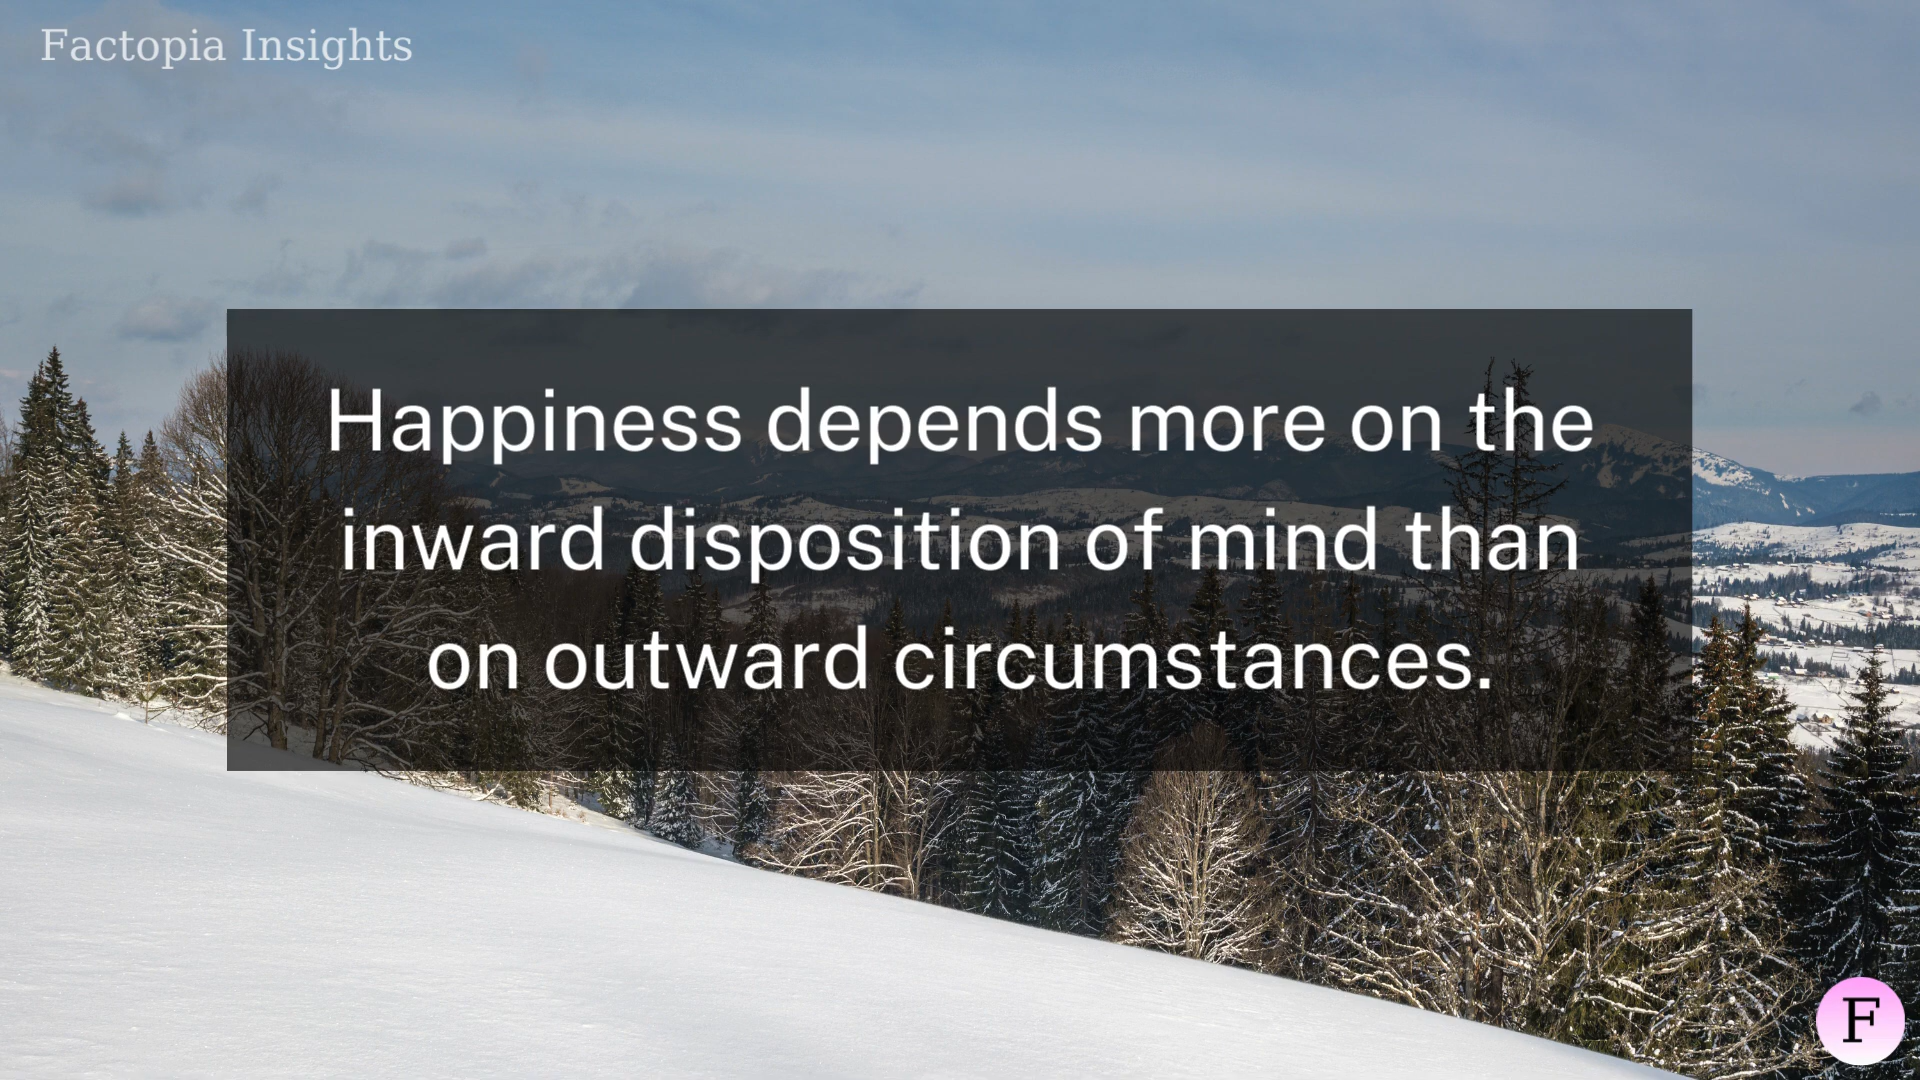 Factopia Insights
Happiness depends more on the
inward disposition of mind than
on outward circumstances.
F